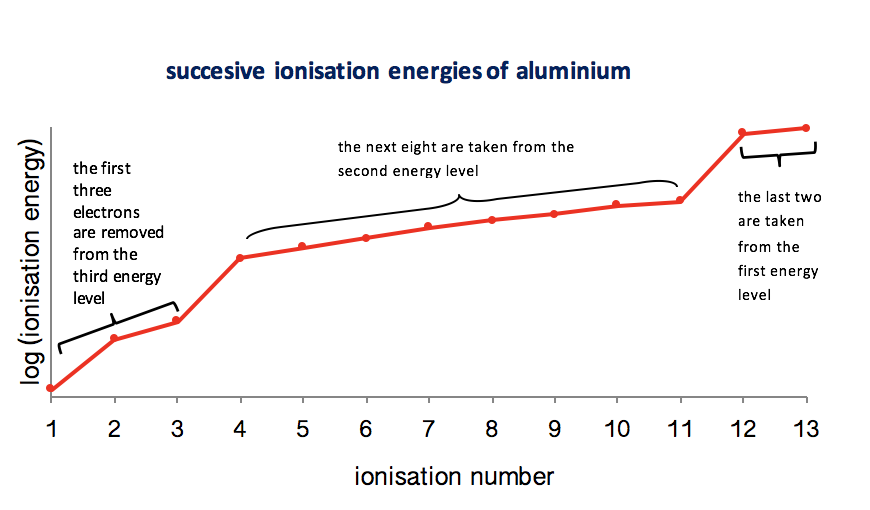 succesive ionisation energies of aluminium
log (ionisation energy)
the first
three
electrons
are removed
from the
third energy
level
the next eight are taken from the
second energy level
the last two
are taken
from the
first energy
level
1 2 3 4 5 6 7 8 9 10 11 12 13
ionisation number